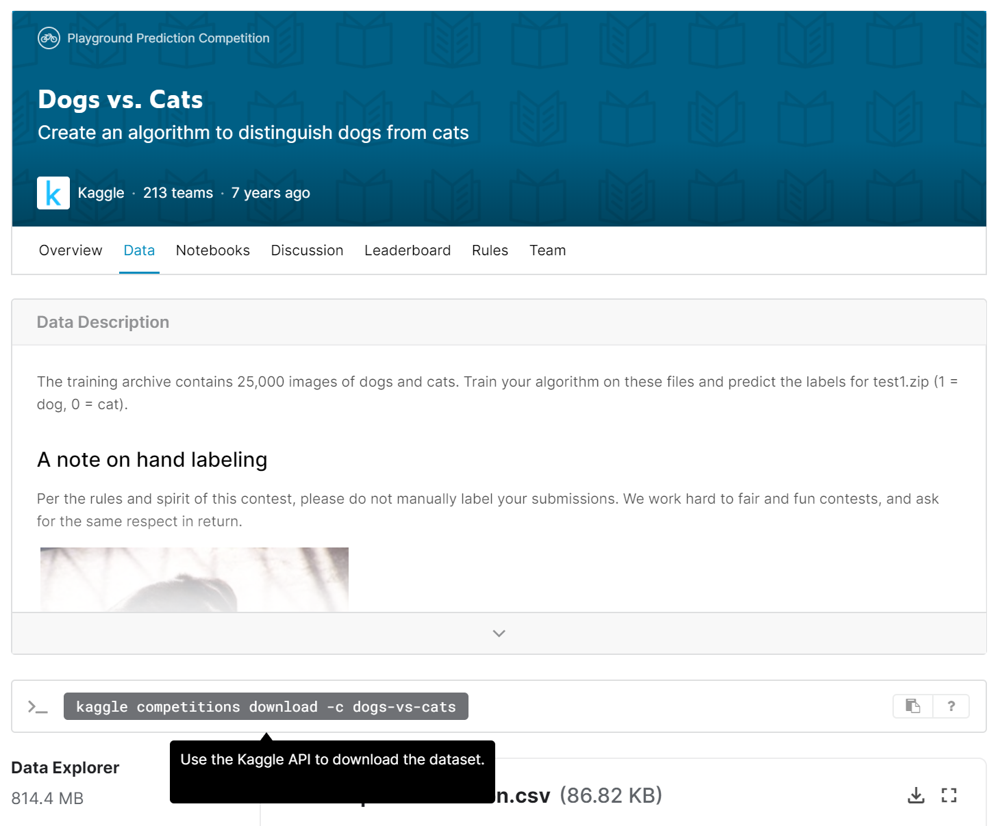 Playground Prediction Competition
Dogs vs. Cats
Create an algorithm to distinguish dogs from cats
k Kaggle · 213 teams · 7 years ago
Overview Data Notebooks Discussion Leaderboard Rules Team
Data Description
The training archive contains 25,000 images of dogs and cats. Train your algorithm on these files and predict the labels for test1.zip (1 =
dog, 0 = cat).
A note on hand labeling
Per the rules and spirit of this contest, please do not manually label your submissions. We work hard to fair and fun contests, and ask
for the same respect in return.
>_ kaggle competitions download -c dogs-vs-cats ?
Use the Kaggle API to download the dataset.
Data Explorer
814.4 MB
n.csv (86.82 KB)